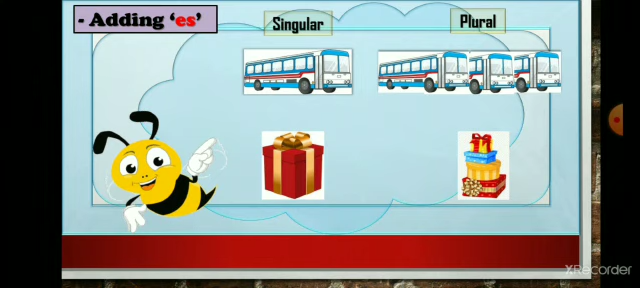 - Adding ‘es’
Singular
Plural
XRecorder